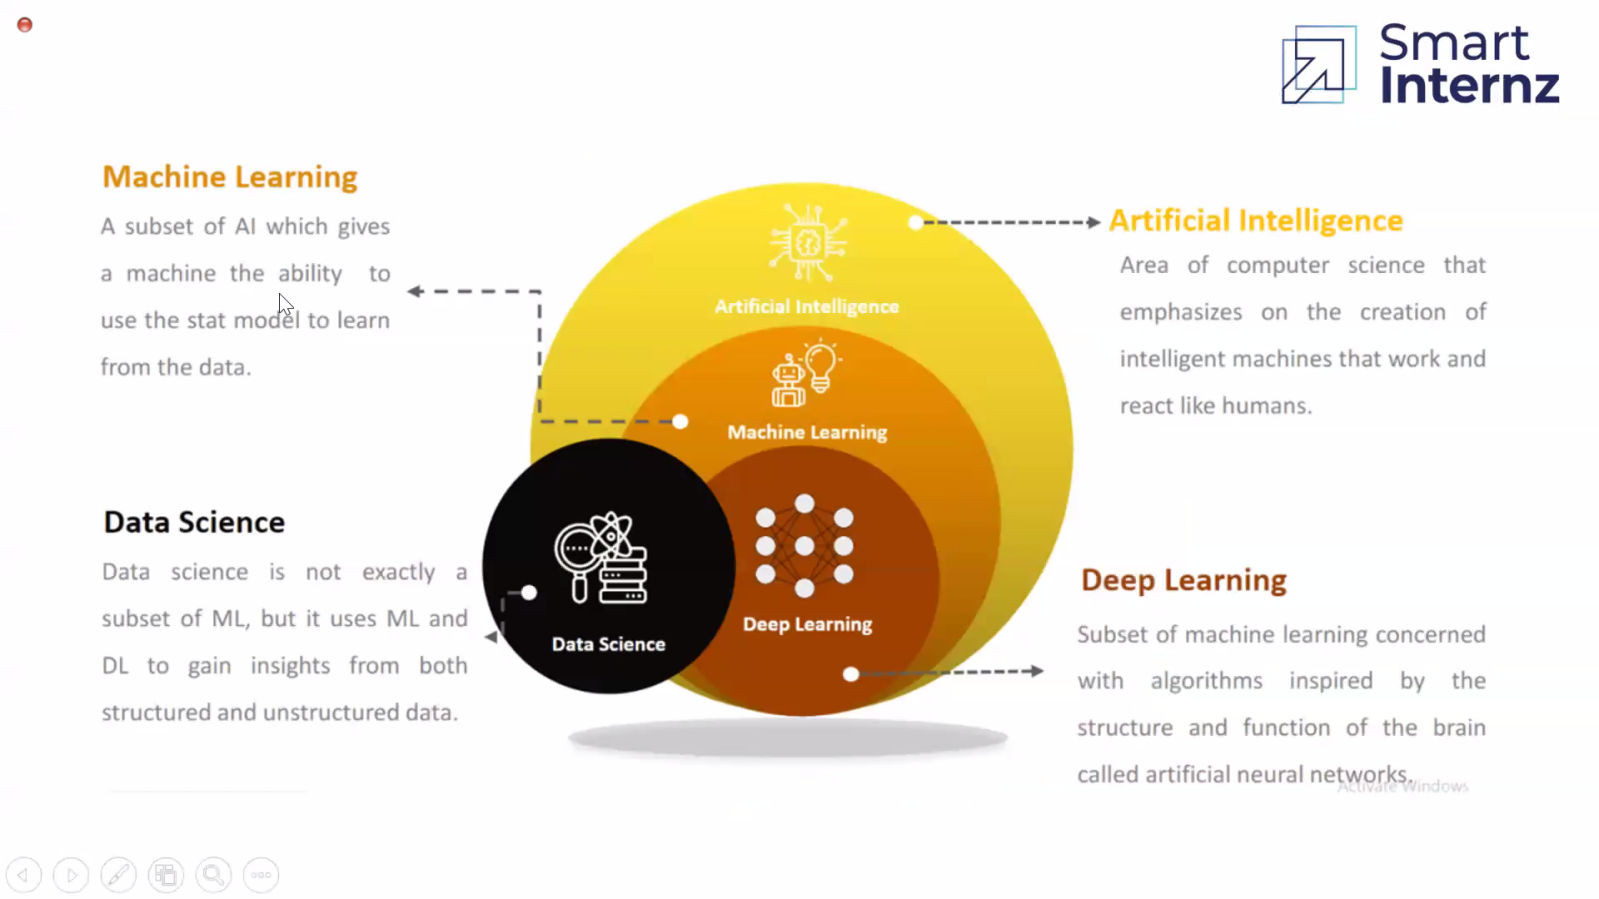 Smart
Internz
Machine Learning
A subset of AI which gives
a machine the ability to
use the stat model to learn
from the data.
Artificial Intelligence
Area of computer science that
emphasizes on the creation of
intelligent machines that work and
react like humans.
Artificial Intelligence
Machine Learning
Deep Learning
Data Science
Data Science
Data science is not exactly a
subset of ML, but it uses ML and
DL to gain insights from both
structured and unstructured data.
Deep Learning
Subset of machine learning concerned
with algorithms inspired by the
structure and function of the brain
called artificial neural networks.
Activate Windows